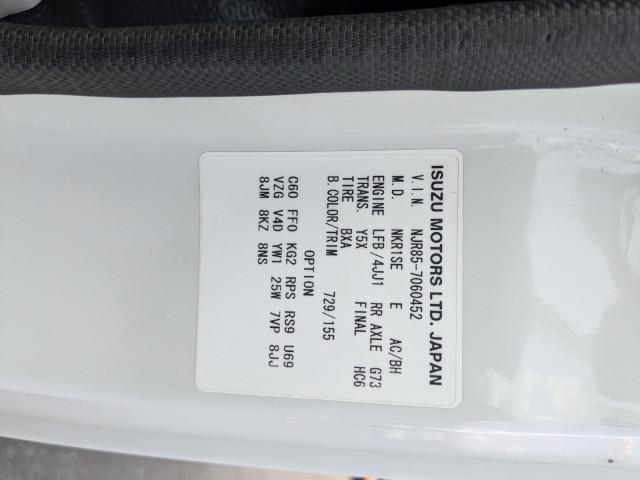 ISUZU MOTORS LTD. JAPAN
V.I.N. NJR85-7060452
M.D. NKR1SE E AC/BH
ENGINE LFB/4JJ1 RR AXLE G73
TRANS. Y5X FINAL HC6
TIRE BXA
B.COLOR/TRIM 729/155
OPTION
C60 FF0 KG2 RPS RS9 U69
VZG V4D YW1 25W 7VP 8JJ
8JM 8KZ 8NS